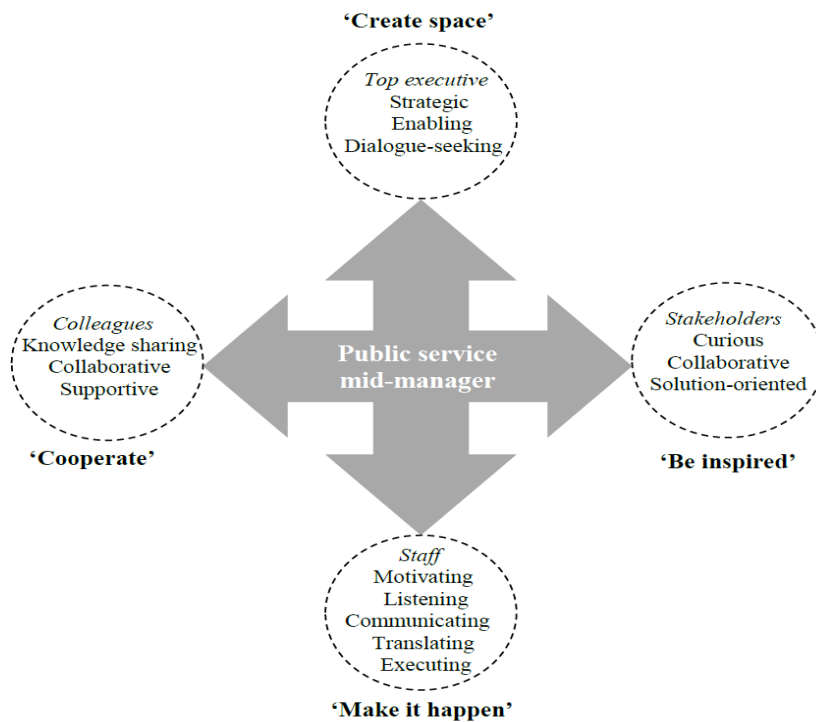 ‘Create space’
Top executive
Strategic
Enabling
Dialogue-seeking
Colleagues
Knowledge sharing
Collaborative
Supportive
‘Cooperate’
Public service
mid-manager
Stakeholders
Curious
Collaborative
Solution-oriented
‘Be inspired’
Staff
Motivating
Listening
Communicating
Translating
Executing
‘Make it happen’